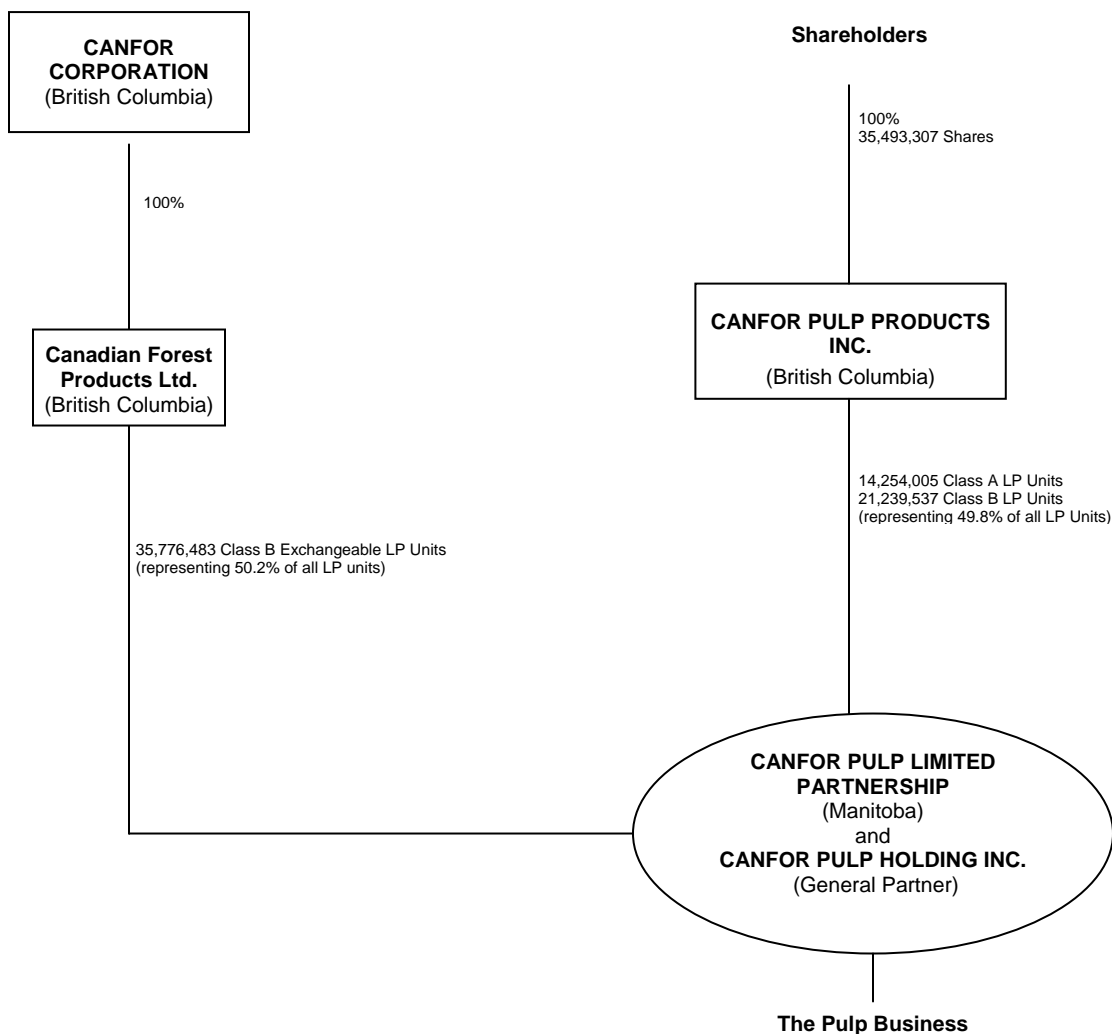 CANFOR
CORPORATION
(British Columbia)
100%
Canadian Forest
Products Ltd.
(British Columbia)
35,776,483 Class B Exchangeable LP Units
(representing 50.2% of all LP units)
Shareholders
100%
35,493,307 Shares
CANFOR PULP PRODUCTS
INC.
(British Columbia)
14,254,005 Class A LP Units
21,239,537 Class B LP Units
(representing 49.8% of all LP Units)
CANFOR PULP LIMITED
PARTNERSHIP
(Manitoba)
and
CANFOR PULP HOLDING INC.
(General Partner)
The Pulp Business